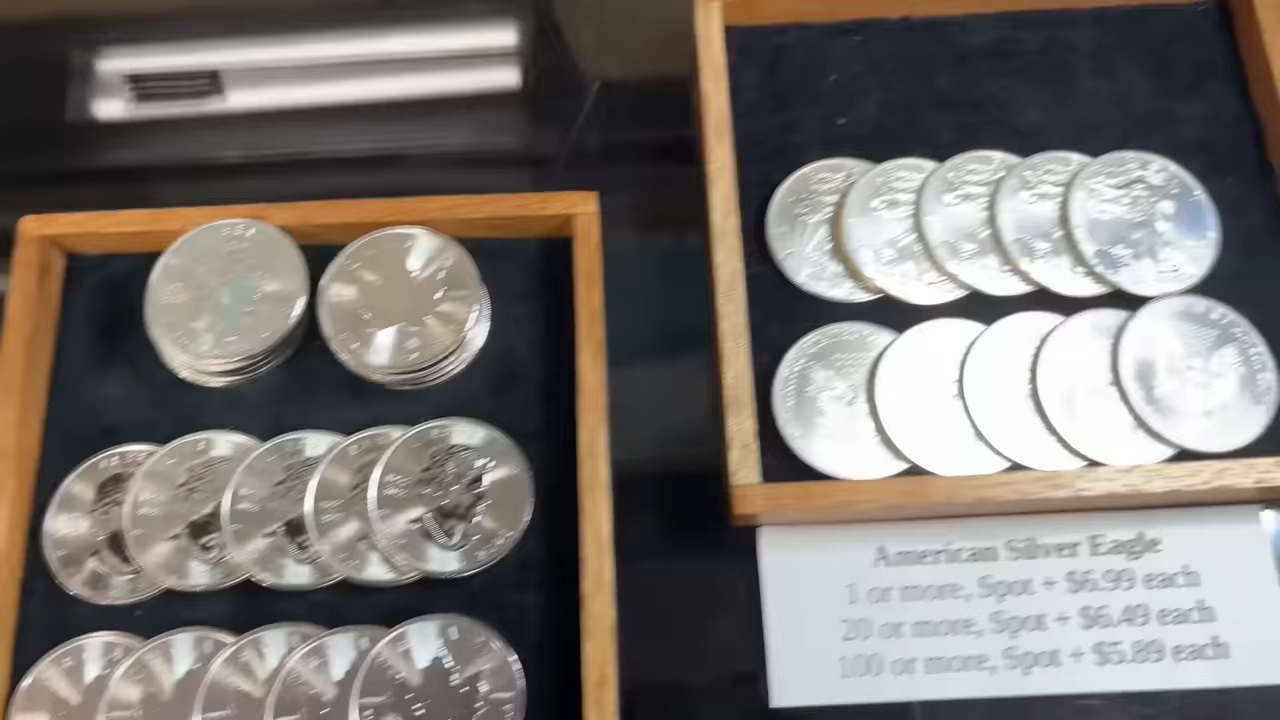 American Silver Eagle
1 or more, Spot + $6.99 each
20 or more, Spot + $6.49 each
100 or more, Spot + $5.89 each